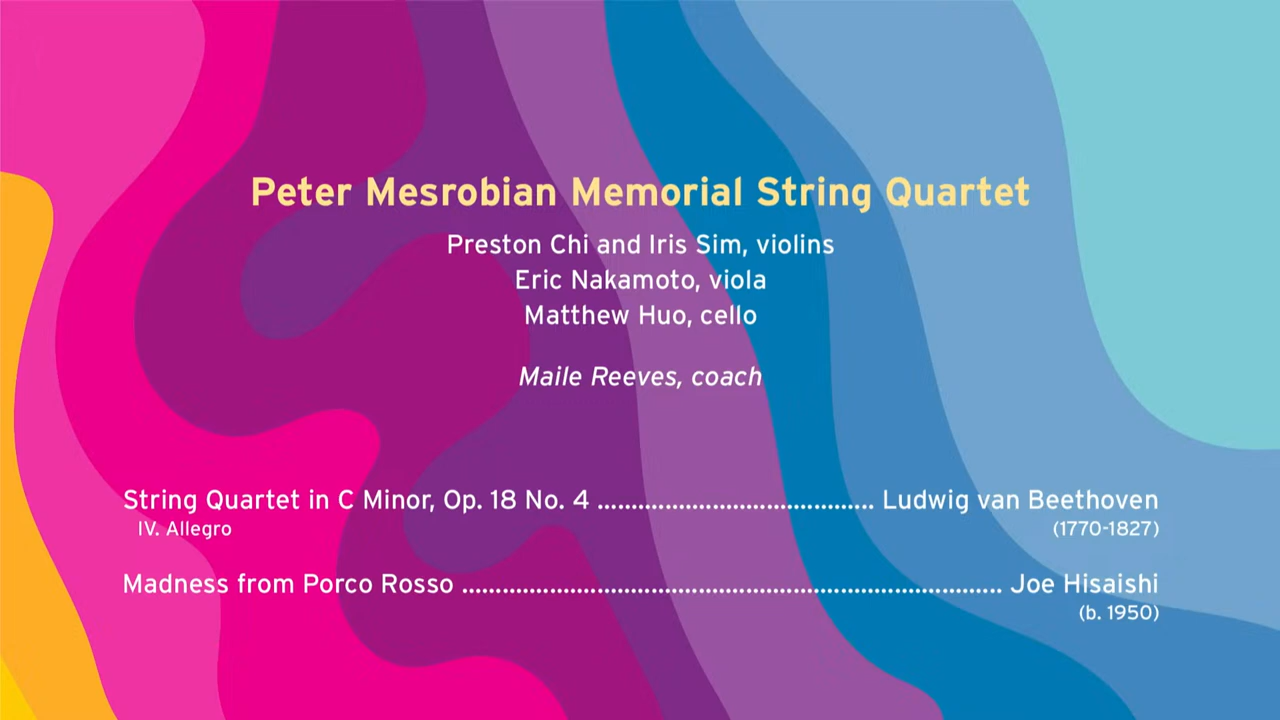 Peter Mesrobian Memorial String Quartet
Preston Chi and Iris Sim, violins
Eric Nakamoto, viola
Matthew Huo, cello
Maile Reeves, coach
String Quartet in C Minor, Op. 18 No. 4 ......................................... Ludwig van Beethoven
IV. Allegro (1770-1827)
Madness from Porco Rosso ................................................................................ Joe Hisaishi
(b. 1950)